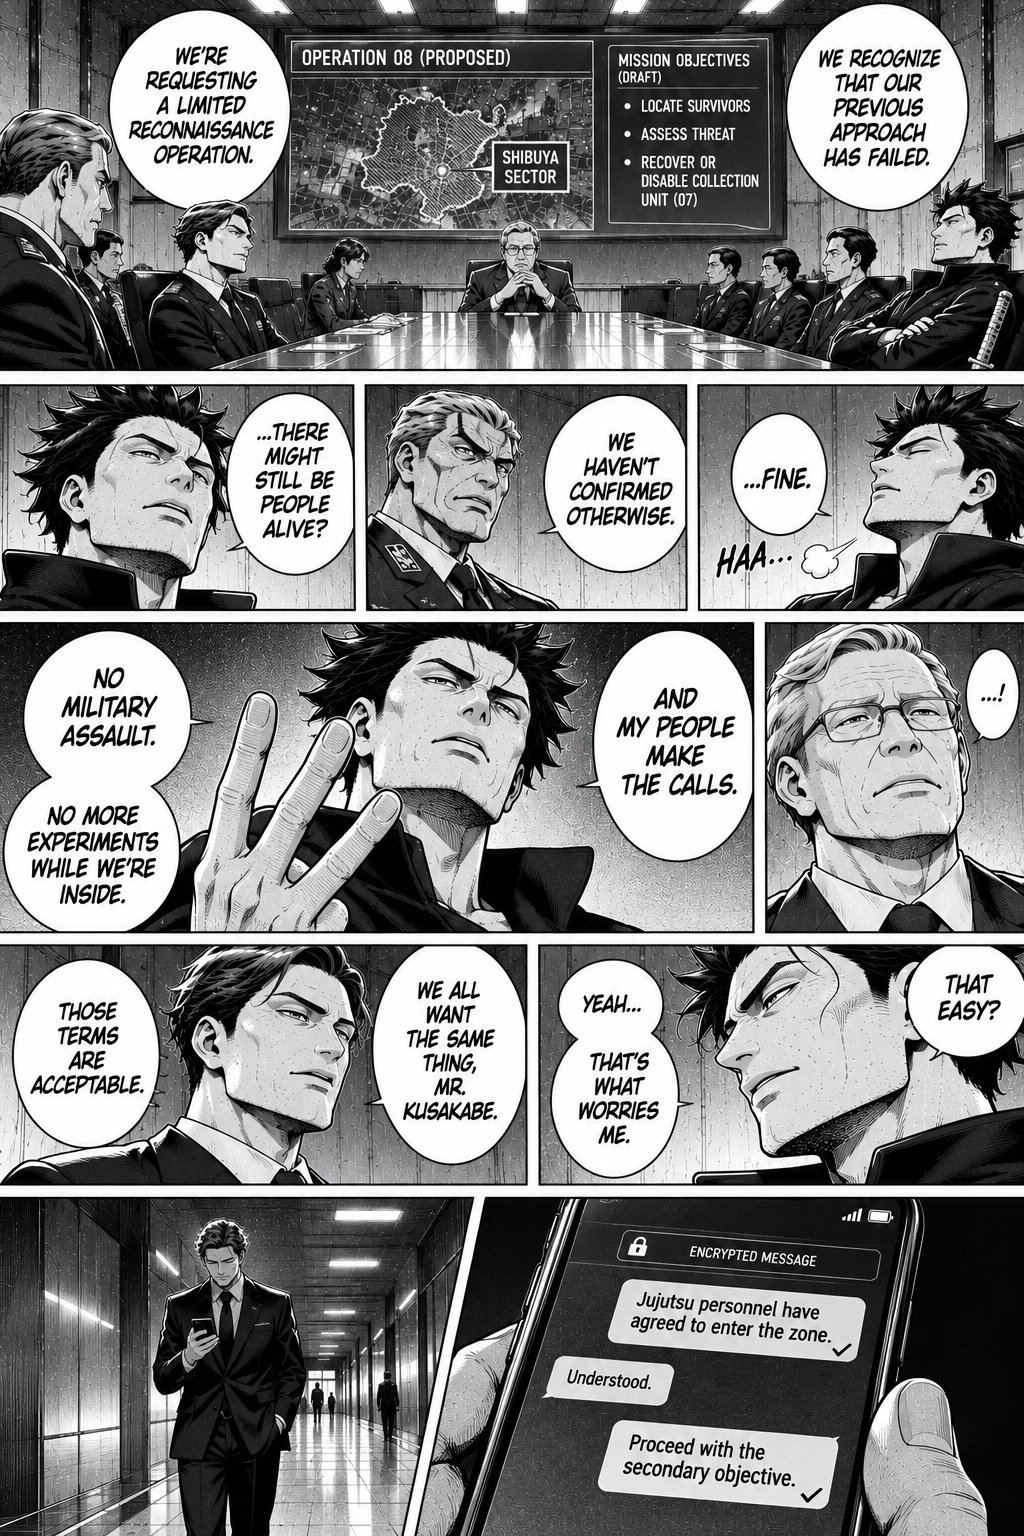 WE'RE
REQUESTING
A LIMITED
RECONNAISSANCE
OPERATION.
OPERATION 08 (PROPOSED)
SHIBUYA
SECTOR
MISSION OBJECTIVES
(DRAFT)
• LOCATE SURVIVORS
• ASSESS THREAT
• RECOVER OR
DISABLE COLLECTION
UNIT (07)
WE RECOGNIZE
THAT OUR
PREVIOUS
APPROACH
HAS FAILED.
...THERE
MIGHT
STILL BE
PEOPLE
ALIVE?
WE
HAVEN'T
CONFIRMED
OTHERWISE.
...FINE.
HAA...
NO
MILITARY
ASSAULT.
NO MORE
EXPERIMENTS
WHILE WE'RE
INSIDE.
AND
MY PEOPLE
MAKE
THE CALLS.
...!
THOSE
TERMS
ARE
ACCEPTABLE.
WE ALL
WANT
THE SAME
THING,
MR.
KUSAKABE.
YEAH...
THAT'S
WHAT
WORRIES
ME.
THAT
EASY?
ENCRYPTED MESSAGE
Jujutsu personnel have
agreed to enter the zone.
Understood.
Proceed with the
secondary objective.